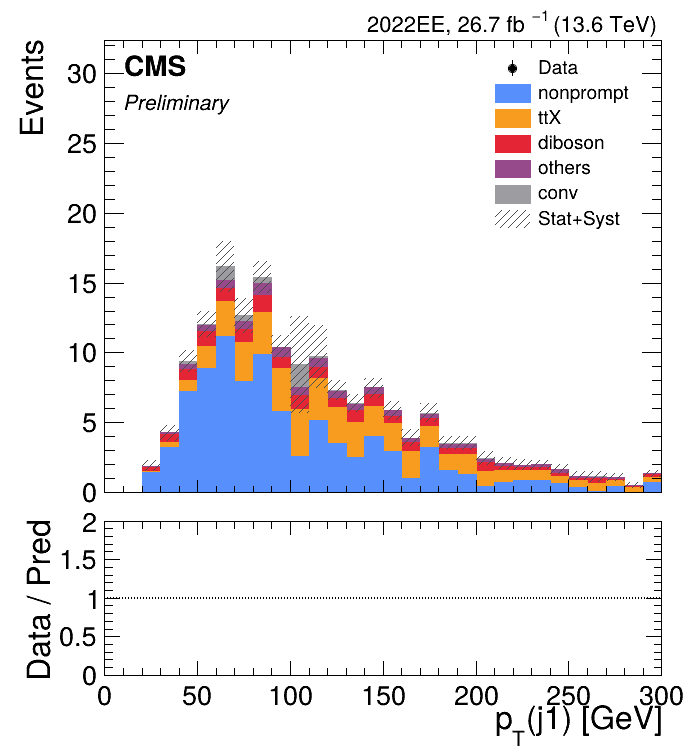 2022EE, 26.7 fb⁻¹ (13.6 TeV)
CMS
Preliminary
Events
30
25
20
15
10
5
0
Data
nonprompt
ttX
diboson
others
conv
Stat+Syst
Data / Pred
2
1.5
1
0.5
0
0 50 100 150 200 250 300
p_T(j1) [GeV]